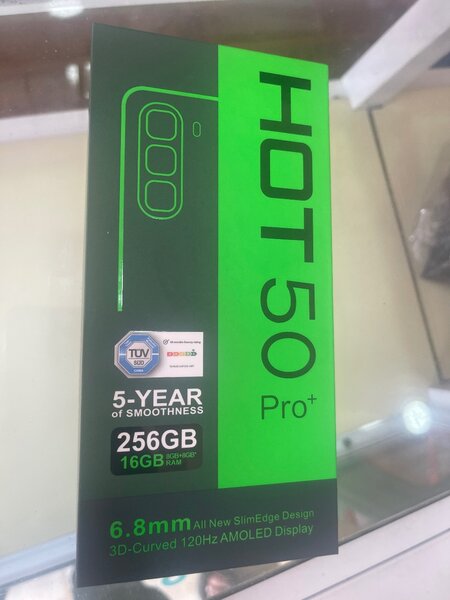 HOT 50
Pro+
TÜV
SÜD
5-YEAR
of SMOOTHNESS
256GB
16GB 8GB+8GB*
RAM
6.8mm All New SlimEdge Design
3D-Curved 120Hz AMOLED Display